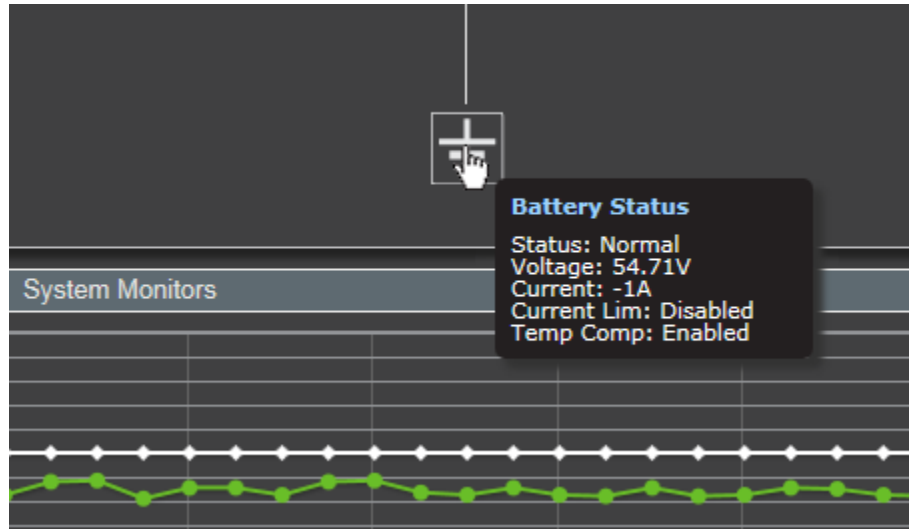 Battery Status
Status: Normal
Voltage: 54.71V
Current: -1A
Current Lim: Disabled
Temp Comp: Enabled
System Monitors